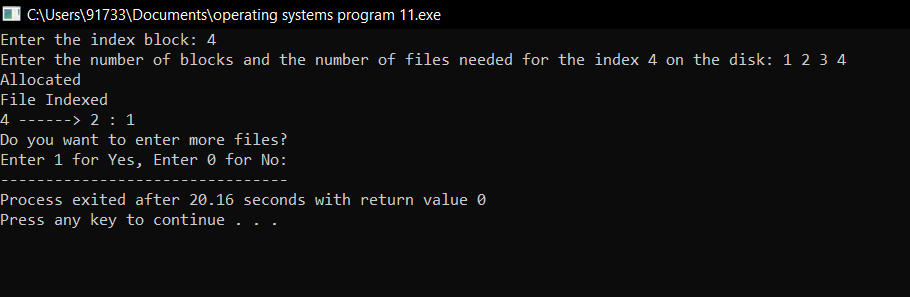 C:\Users\91733\Documents\operating systems program 11.exe
Enter the index block: 4
Enter the number of blocks and the number of files needed for the index 4 on the disk: 1 2 3 4
Allocated
File Indexed
4 ------> 2 : 1
Do you want to enter more files?
Enter 1 for Yes, Enter 0 for No:
--------------------------------
Process exited after 20.16 seconds with return value 0
Press any key to continue . . .